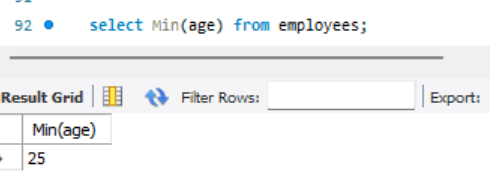 92 select Min(age) from employees;
Result Grid Filter Rows: Export:
Min(age)
25